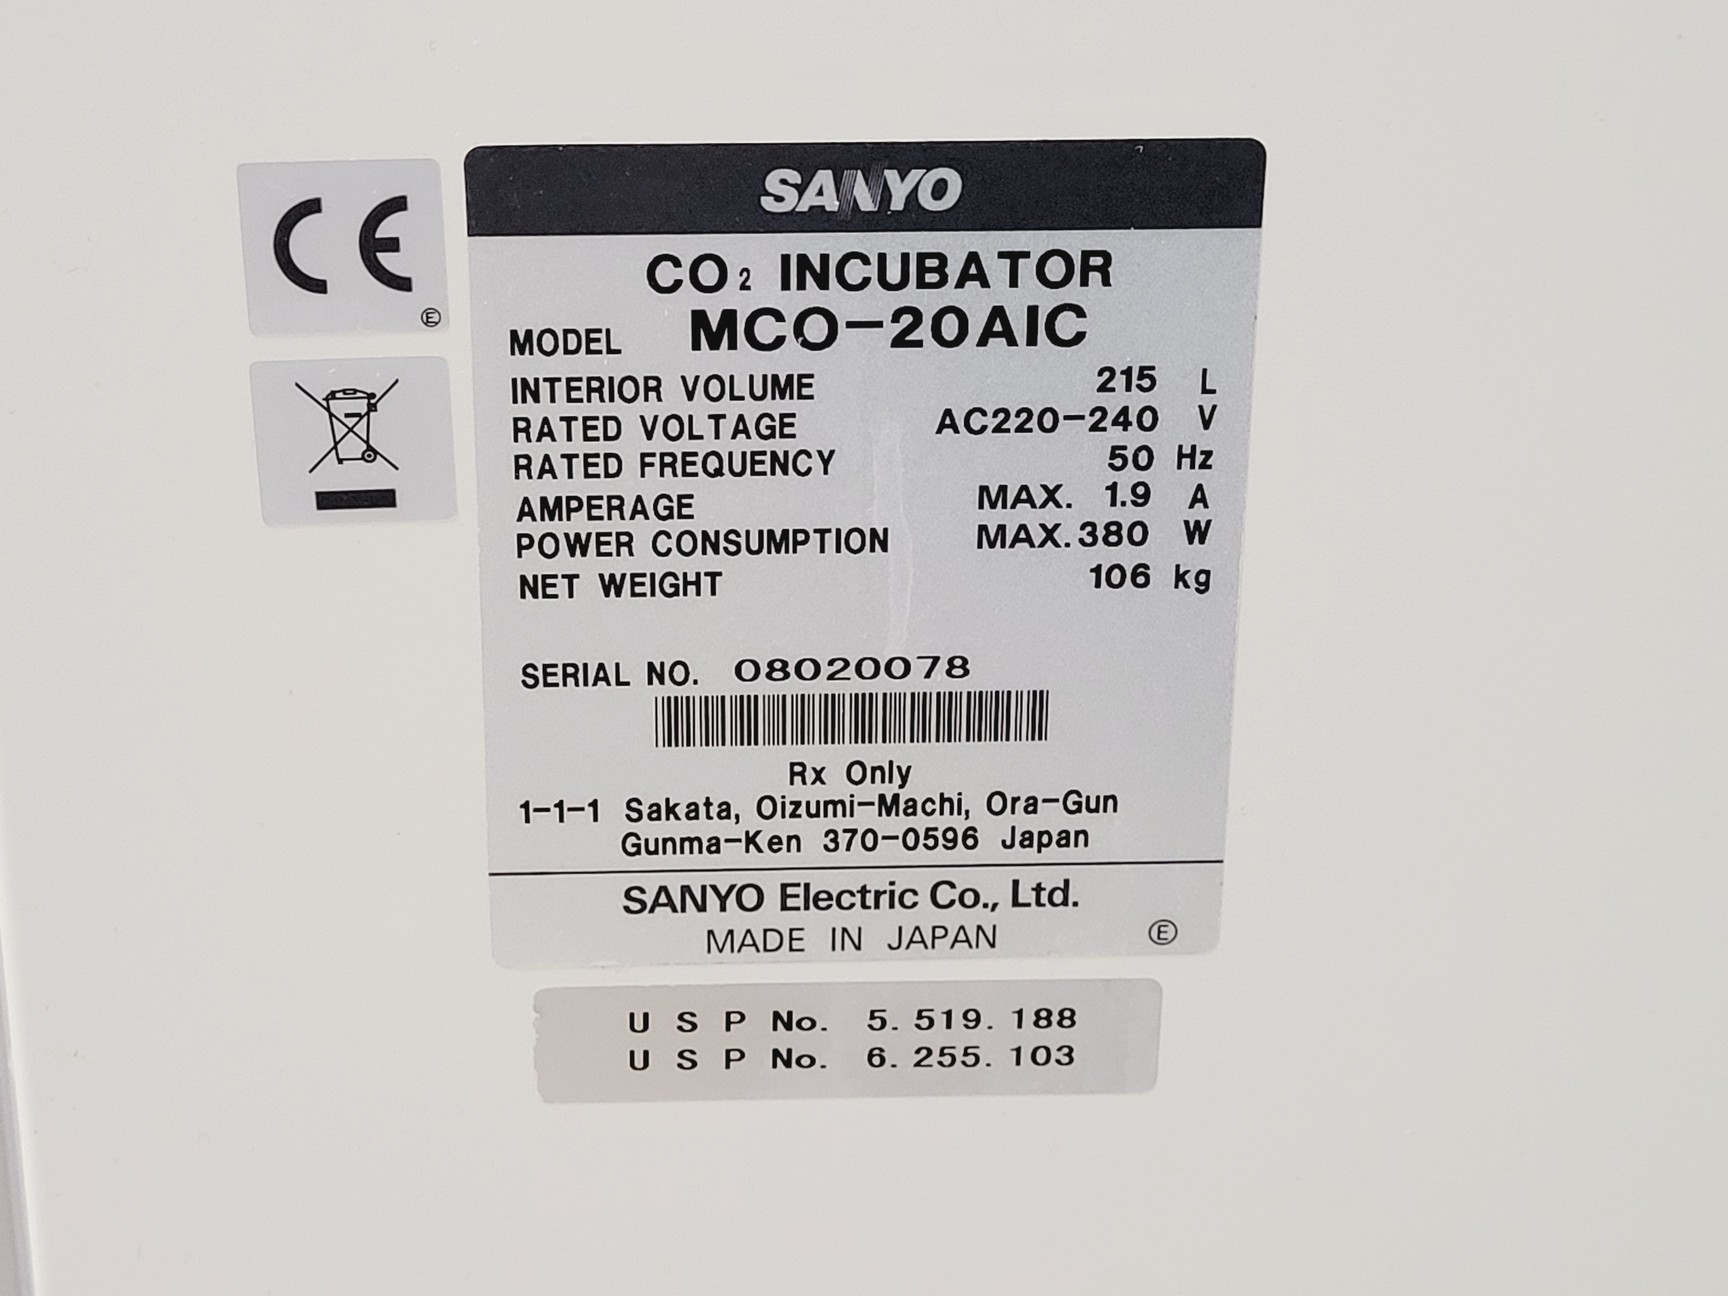 CE
Ⓔ
SANYO
CO₂ INCUBATOR
MODEL MCO-20AIC
INTERIOR VOLUME 215 L
RATED VOLTAGE AC220-240 V
RATED FREQUENCY 50 Hz
AMPERAGE MAX. 1.9 A
POWER CONSUMPTION MAX. 380 W
NET WEIGHT 106 kg
SERIAL NO. 08020078
Rx Only
1-1-1 Sakata, Oizumi-Machi, Ora-Gun
Gunma-Ken 370-0596 Japan
SANYO Electric Co., Ltd.
MADE IN JAPAN Ⓔ
U S P No. 5. 519. 188
U S P No. 6. 255. 103